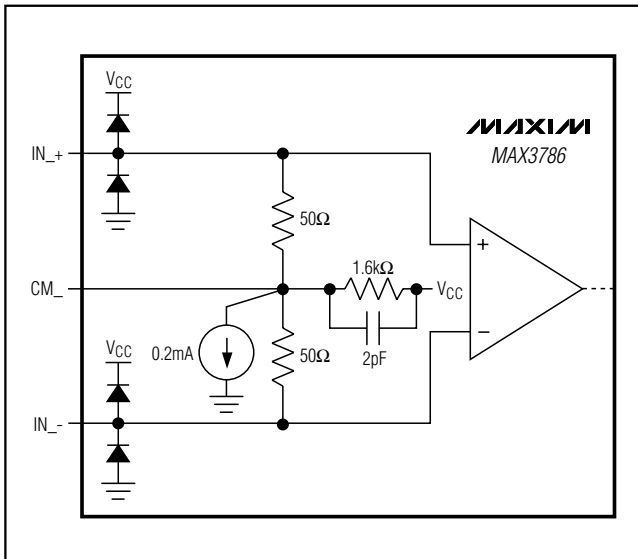 VCC
MAXIM
MAX3786
IN_+
50Ω
1.6kΩ
CM_
VCC
2pF
0.2mA
50Ω
VCC
IN_-
+
−